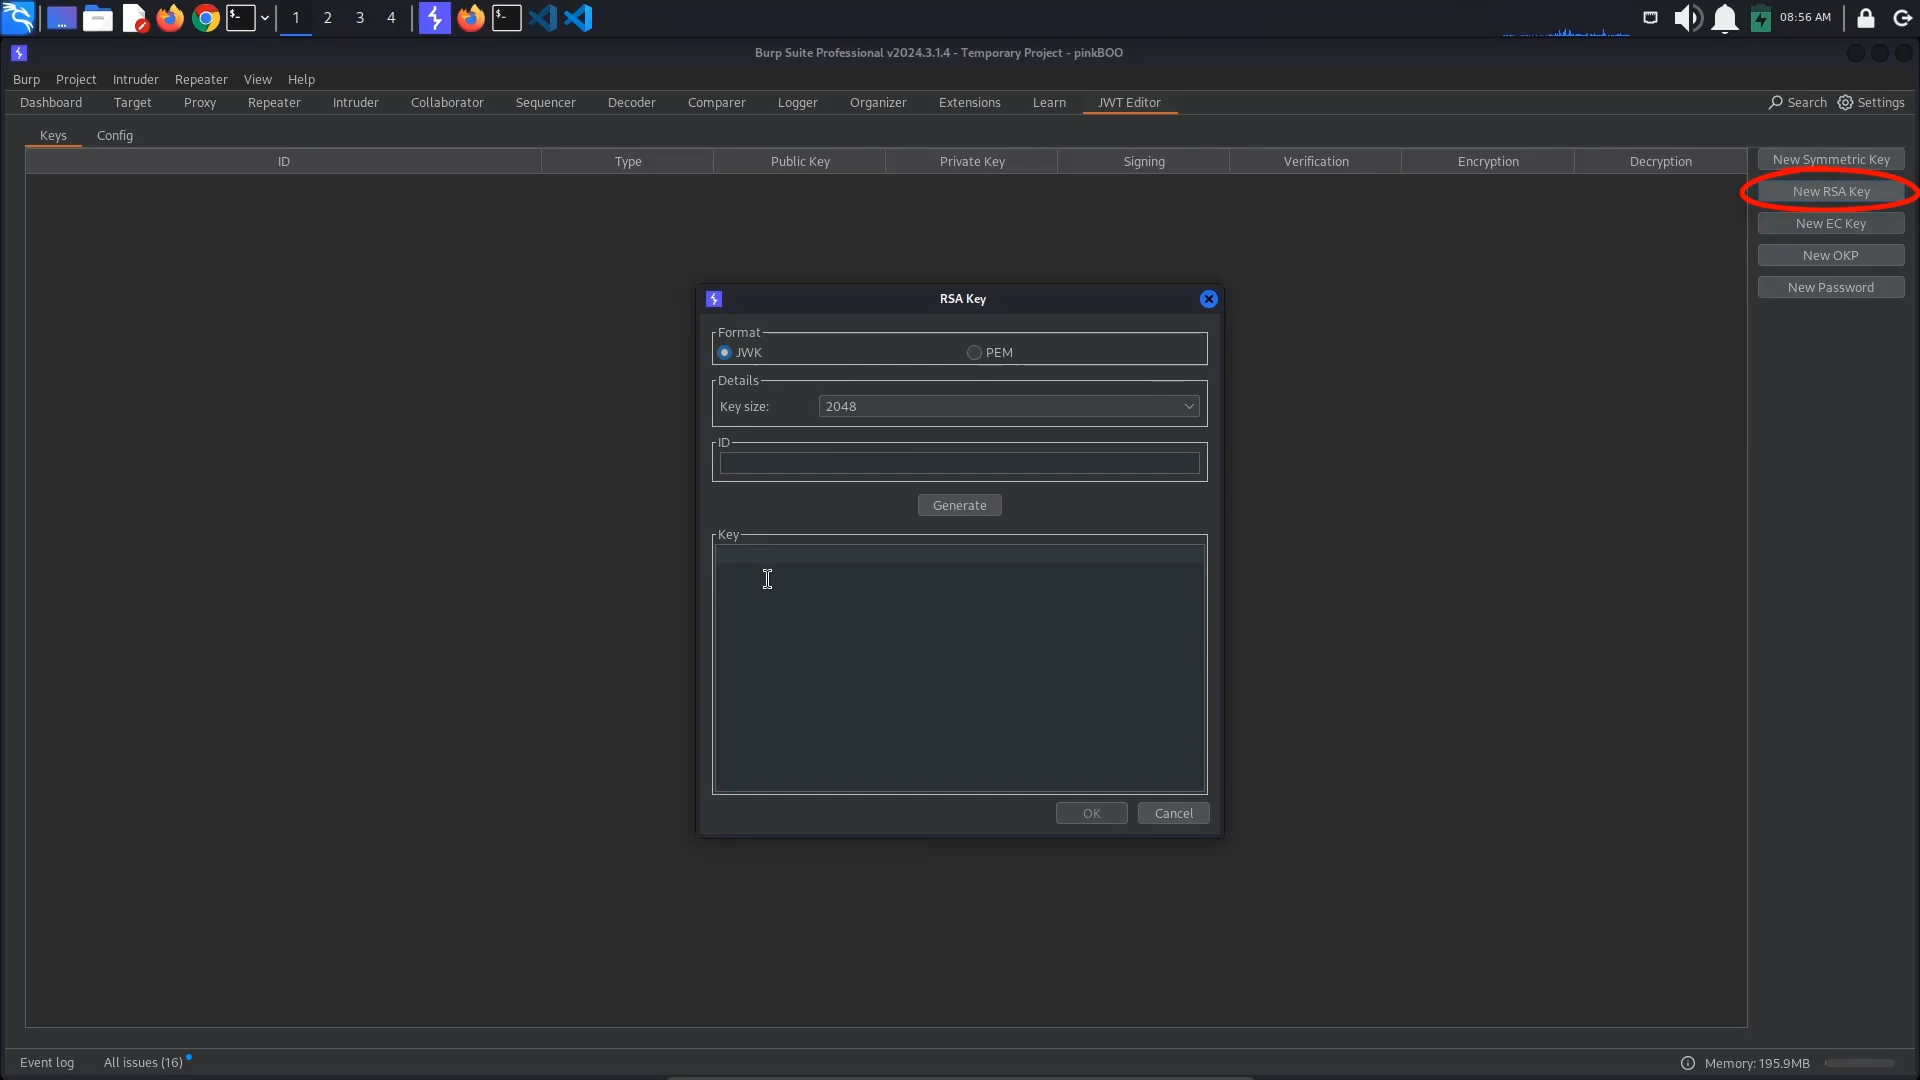 1 2 3 4 08:56 AM
Burp Suite Professional v2024.3.1.4 - Temporary Project - pinkBOO
Burp Project Intruder Repeater View Help
Dashboard Target Proxy Repeater Intruder Collaborator Sequencer Decoder Comparer Logger Organizer Extensions Learn JWT Editor Search Settings
Keys Config
ID Type Public Key Private Key Signing Verification Encryption Decryption
New Symmetric Key
New RSA Key
New EC Key
New OKP
New Password
RSA Key
Format
JWK PEM
Details
Key size: 2048
ID
Generate
Key
OK Cancel
Event log All issues (16) Memory: 195.9MB